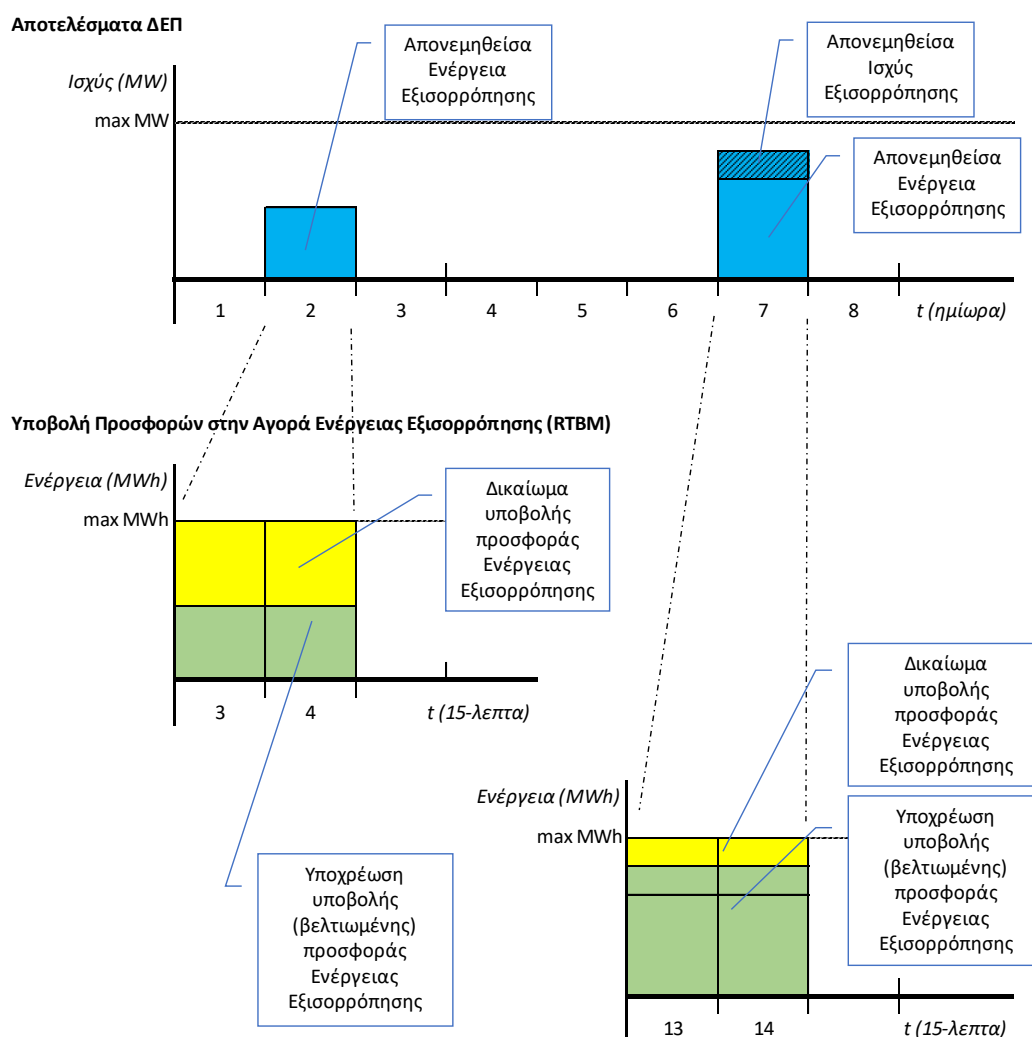 Αποτελέσματα ΔΕΠ
Απονεμηθείσα
Ενέργεια
Εξισορρόπησης
Απονεμηθείσα
Ισχύς
Εξισορρόπησης
Ισχύς (MW)
max MW
Απονεμηθείσα
Ενέργεια
Εξισορρόπησης
1 2 3 4 5 6 7 8 t (ημίωρα)
Υποβολή Προσφορών στην Αγορά Ενέργειας Εξισορρόπησης (RTBM)
Ενέργεια (MWh)
max MWh
Δικαίωμα
υποβολής
προσφοράς
Ενέργειας
Εξισορρόπησης
3 4 t (15-λεπτα)
Δικαίωμα
υποβολής
προσφοράς
Ενέργειας
Εξισορρόπησης
Ενέργεια (MWh)
max MWh
Υποχρέωση
υποβολής
(βελτιωμένης)
προσφοράς
Ενέργειας
Εξισορρόπησης
Υποχρέωση
υποβολής
(βελτιωμένης)
προσφοράς
Ενέργειας
Εξισορρόπησης
13 14 t (15-λεπτα)